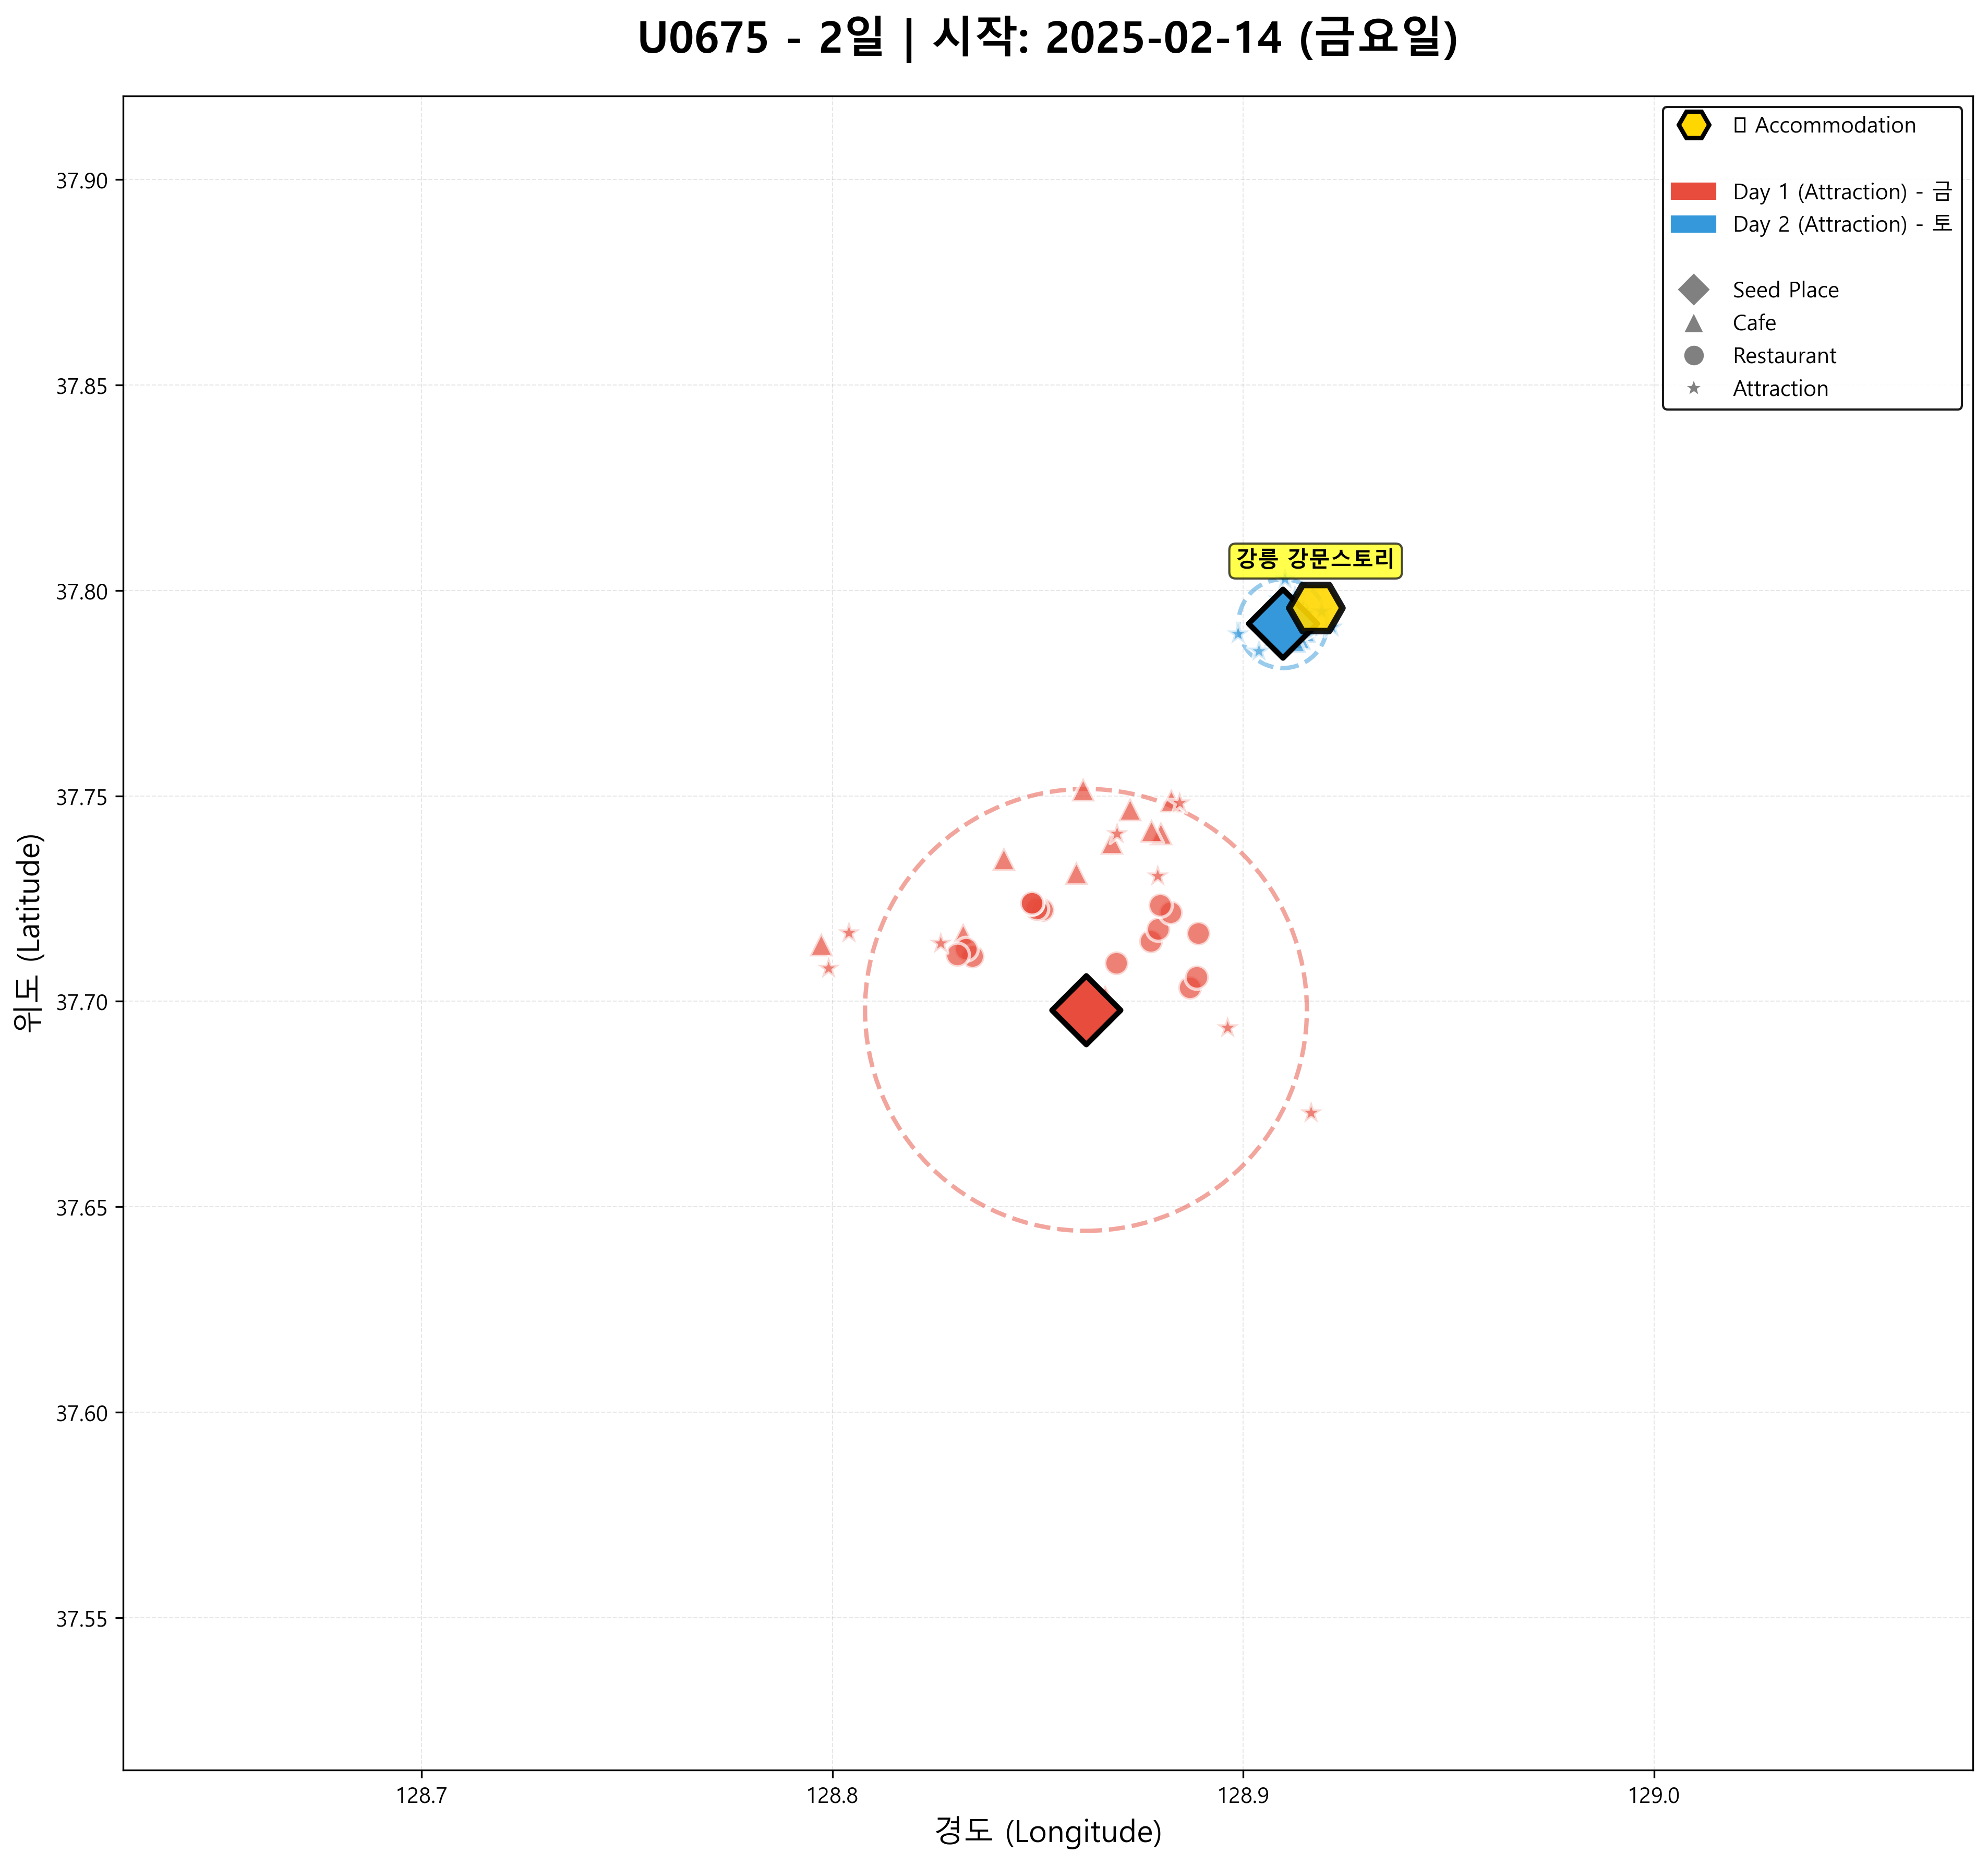 U0675 - 2일 | 시작: 2025-02-14 (금요일)
Accommodation
Day 1 (Attraction) - 금
Day 2 (Attraction) - 토
Seed Place
Cafe
Restaurant
Attraction
강릉 강문스토리
위도 (Latitude)
37.90
37.85
37.80
37.75
37.70
37.65
37.60
37.55
128.7 128.8 128.9 129.0
경도 (Longitude)